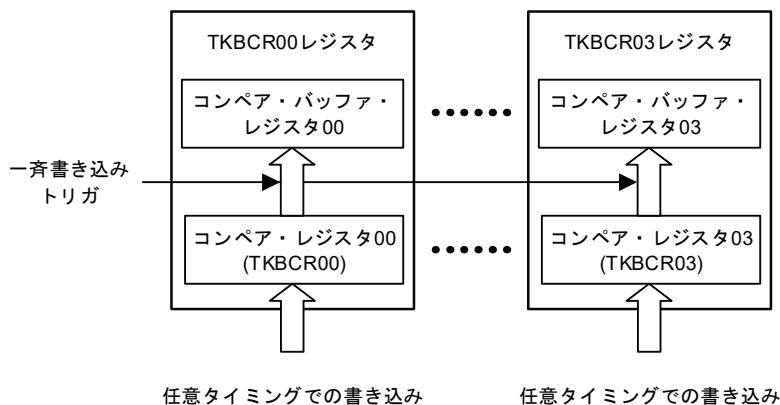 TKBCR00レジスタ
TKBCR03レジスタ
コンペア・バッファ・
レジスタ00
••••••
コンペア・バッファ・
レジスタ03
一斉書き込み
トリガ
コンペア・レジスタ00
(TKBCR00)
••••••
コンペア・レジスタ03
(TKBCR03)
任意タイミングでの書き込み
任意タイミングでの書き込み